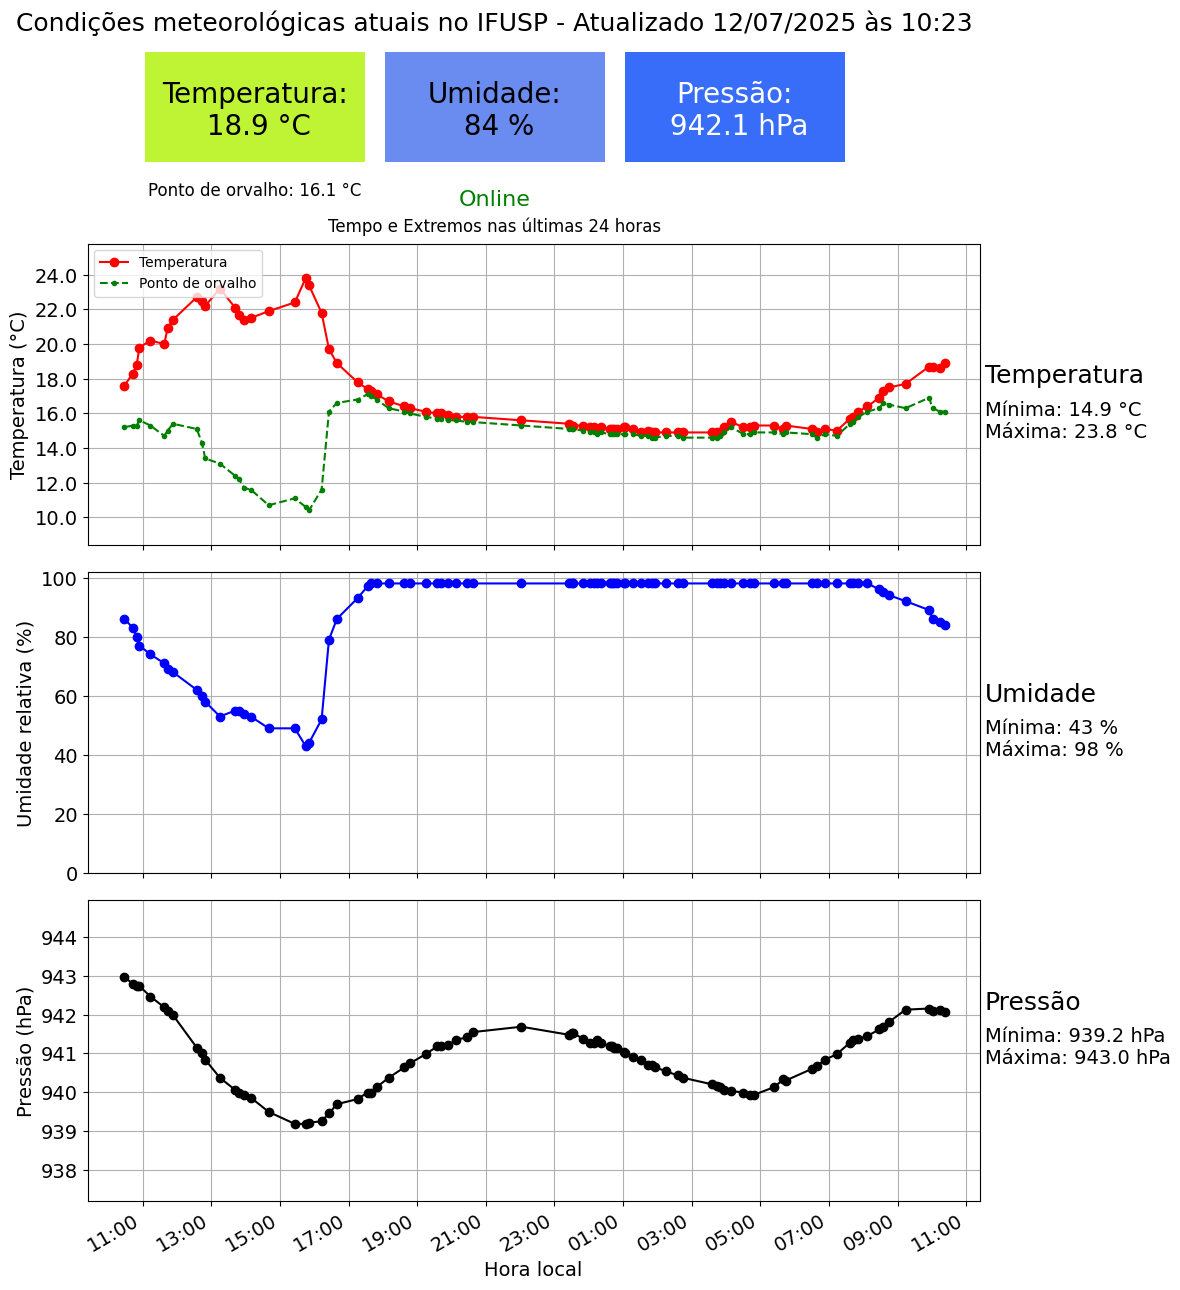 Condições meteorológicas atuais no IFUSP - Atualizado 12/07/2025 às 10:23
Temperatura:
18.9 °C
Umidade:
84 %
Pressão:
942.1 hPa
Ponto de orvalho: 16.1 °C
Online
Tempo e Extremos nas últimas 24 horas
Temperatura
Ponto de orvalho
Temperatura (°C)
24.0
22.0
20.0
18.0
16.0
14.0
12.0
10.0
Temperatura
Mínima: 14.9 °C
Máxima: 23.8 °C
Umidade relativa (%)
100
80
60
40
20
0
Umidade
Mínima: 43 %
Máxima: 98 %
Pressão (hPa)
944
943
942
941
940
939
938
Pressão
Mínima: 939.2 hPa
Máxima: 943.0 hPa
11:00 13:00 15:00 17:00 19:00 21:00 23:00 01:00 03:00 05:00 07:00 09:00 11:00
Hora local